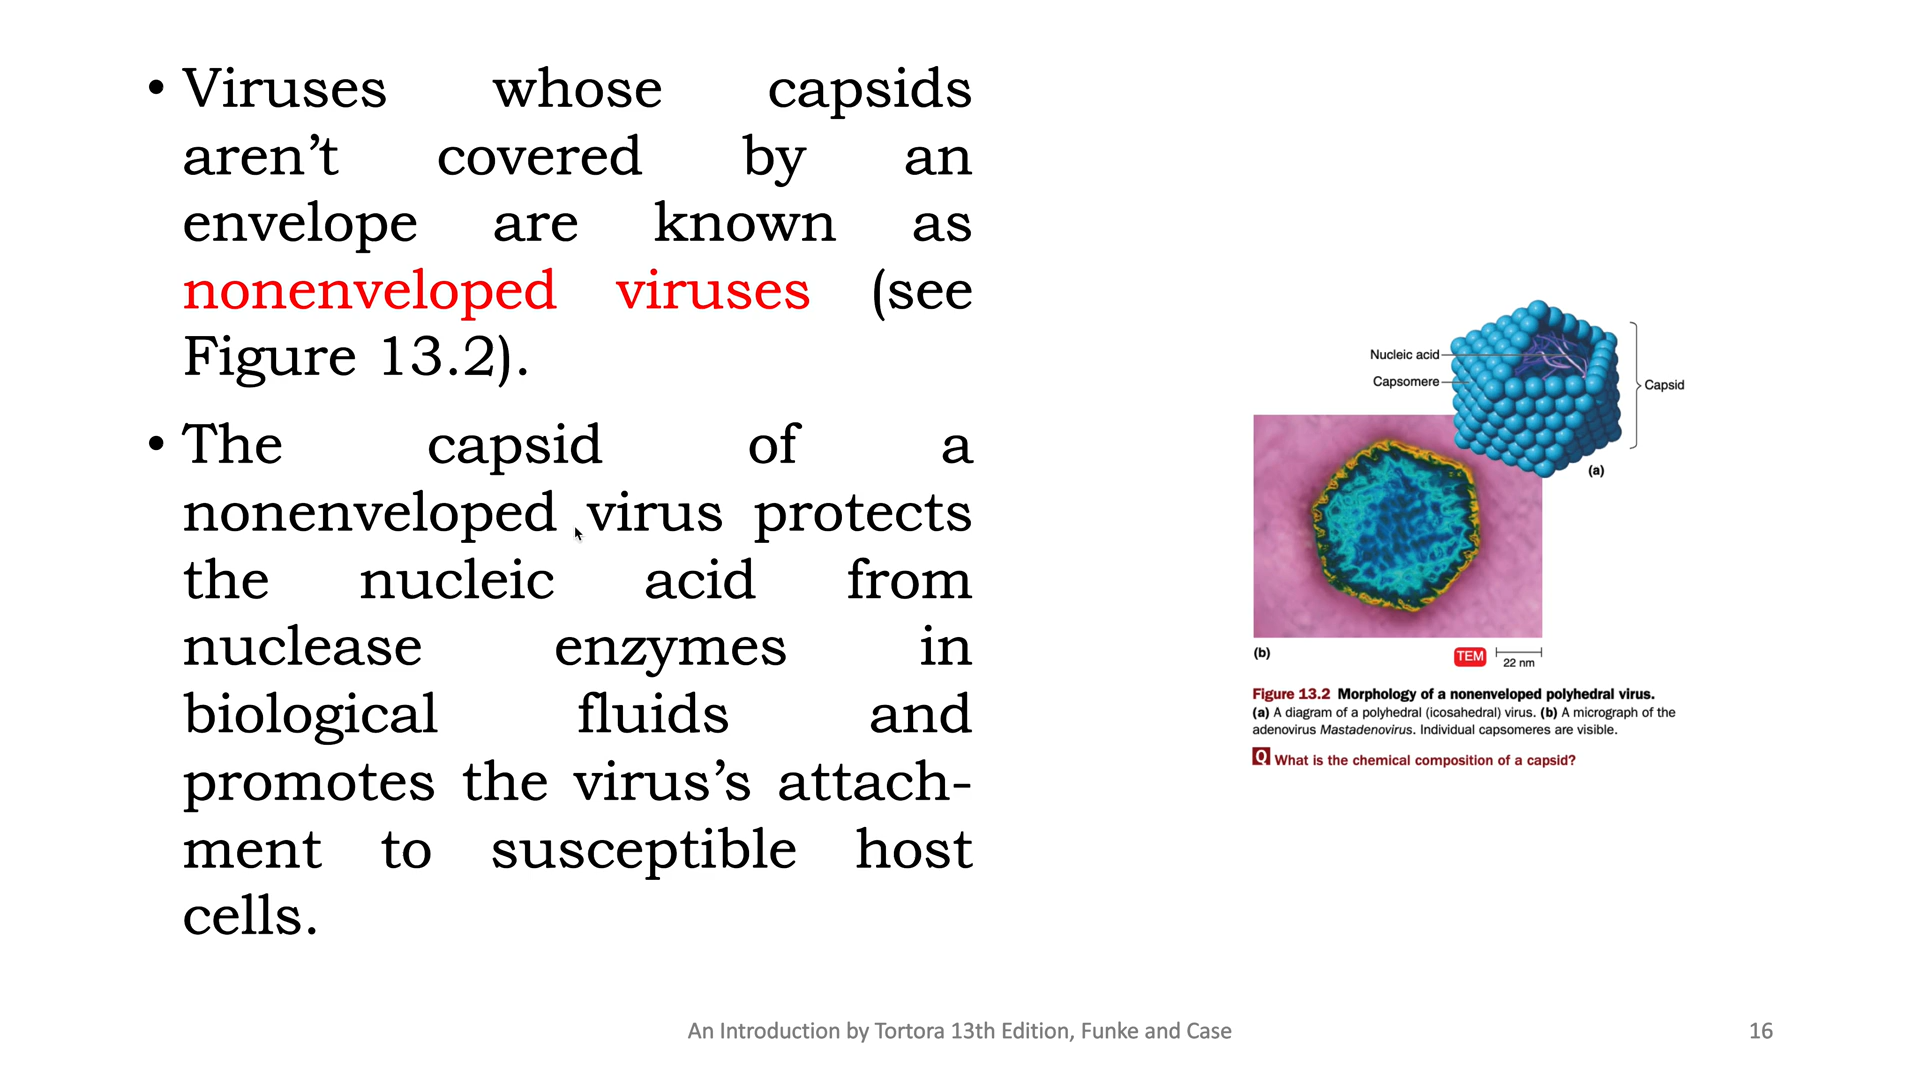 • Viruses whose capsids
aren’t covered by an
envelope are known as
nonenveloped viruses (see
Figure 13.2).
• The capsid of a
nonenveloped virus protects
the nucleic acid from
nuclease enzymes in
biological fluids and
promotes the virus’s attach-
ment to susceptible host
cells.
Nucleic acid
Capsomere
Capsid
(a)
(b)
TEM
22 nm
Figure 13.2 Morphology of a nonenveloped polyhedral virus.
(a) A diagram of a polyhedral (icosahedral) virus. (b) A micrograph of the
adenovirus Mastadenovirus. Individual capsomeres are visible.
Q What is the chemical composition of a capsid?
An Introduction by Tortora 13th Edition, Funke and Case
16